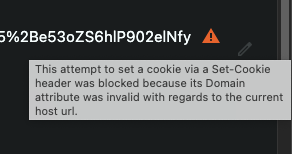 5%2Be53oZS6hlP902elNfy
This attempt to set a cookie via a Set-Cookie
header was blocked because its Domain
attribute was invalid with regards to the current
host url.